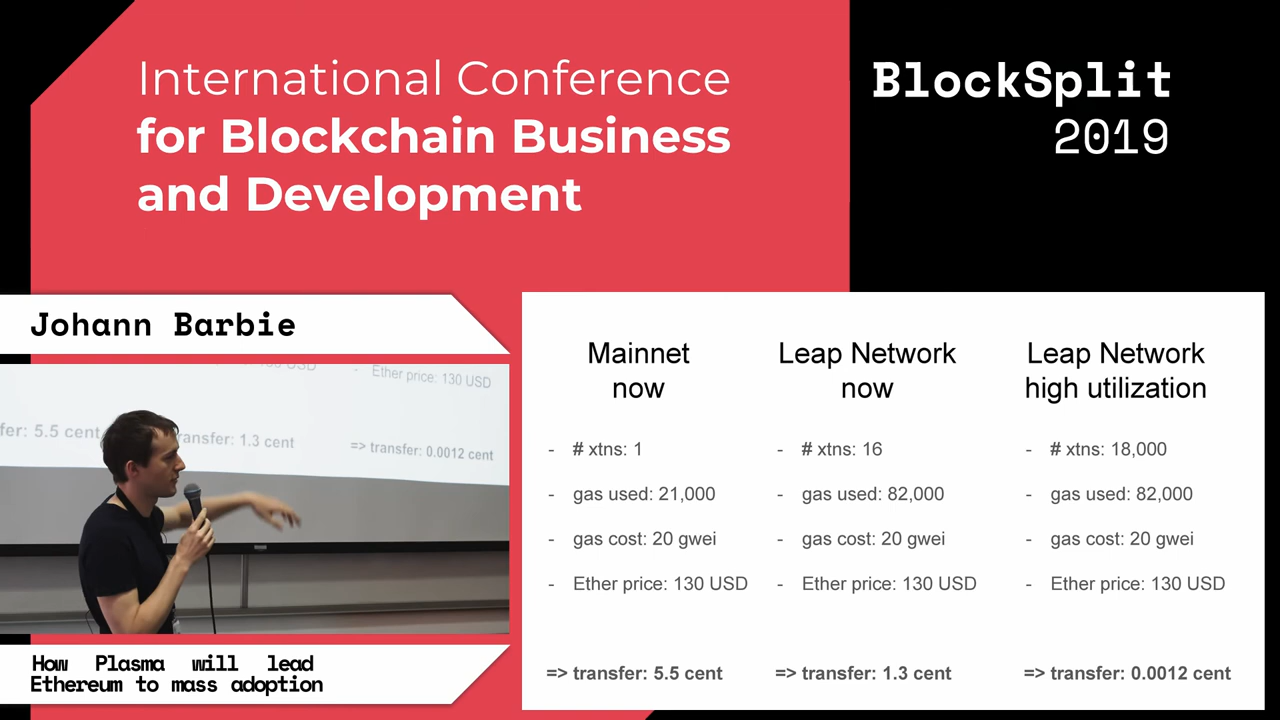 International Conference
for Blockchain Business
and Development
BlockSplit
2019
Johann Barbie
Ether price: 130 USD
fer: 5.5 cent
ransfer: 1.3 cent
=> transfer: 0.0012 cent
How Plasma will lead
Ethereum to mass adoption
Mainnet
now
- # xtns: 1
- gas used: 21,000
- gas cost: 20 gwei
- Ether price: 130 USD
=> transfer: 5.5 cent
Leap Network
now
- # xtns: 16
- gas used: 82,000
- gas cost: 20 gwei
- Ether price: 130 USD
=> transfer: 1.3 cent
Leap Network
high utilization
- # xtns: 18,000
- gas used: 82,000
- gas cost: 20 gwei
- Ether price: 130 USD
=> transfer: 0.0012 cent